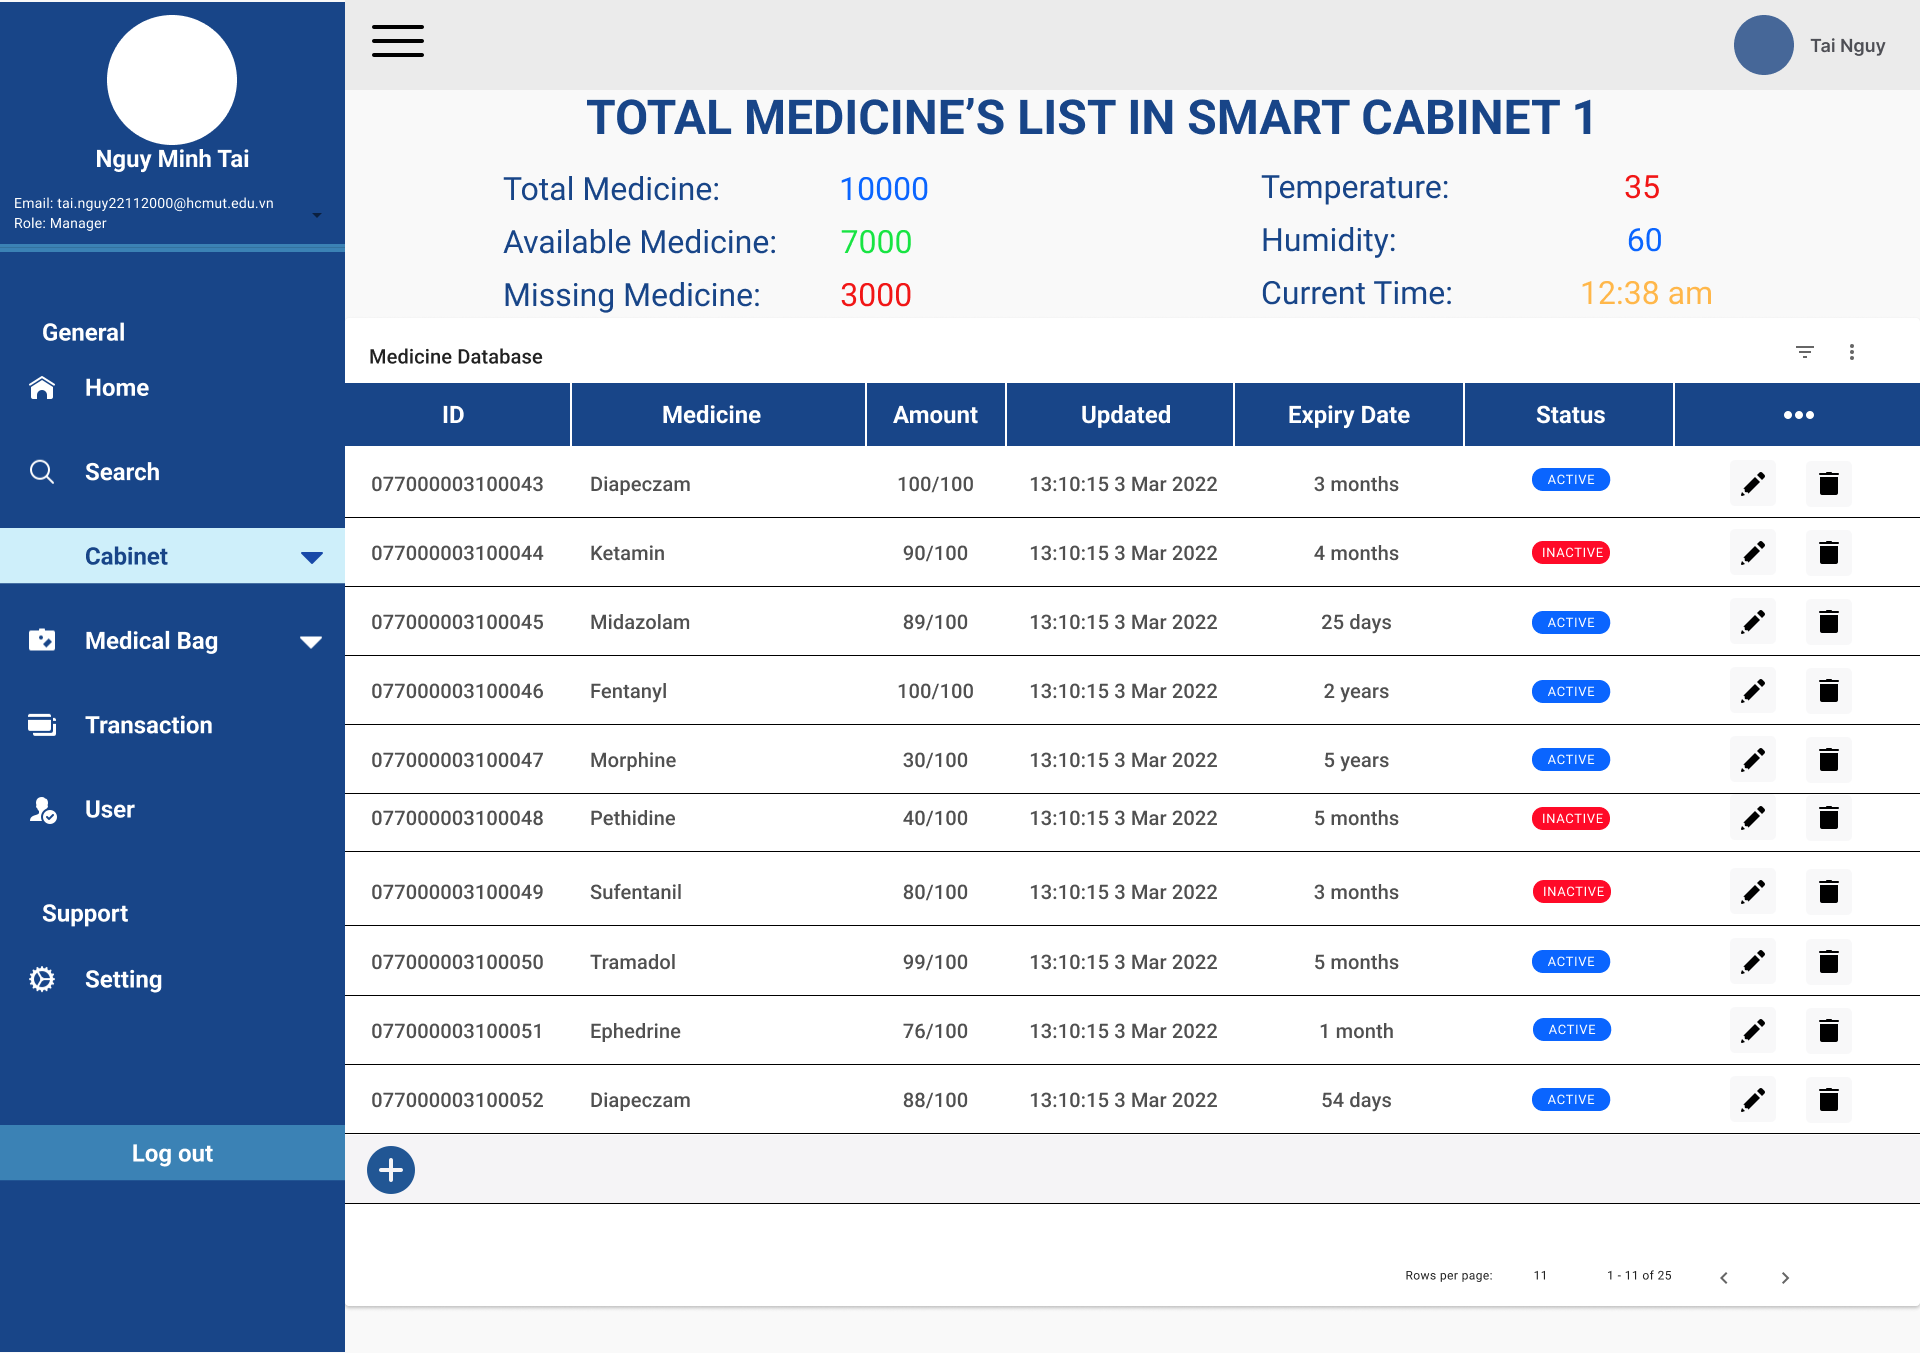 Nguy Minh Tai
Email: tai.nguy22112000@hcmut.edu.vn
Role: Manager
General
Home
Search
Cabinet
Medical Bag
Transaction
User
Support
Setting
Log out
Tai Nguy
TOTAL MEDICINE’S LIST IN SMART CABINET 1
Total Medicine: 10000
Available Medicine: 7000
Missing Medicine: 3000
Temperature: 35
Humidity: 60
Current Time: 12:38 am
Medicine Database
ID Medicine Amount Updated Expiry Date Status •••
077000003100043 Diapeczam 100/100 13:10:15 3 Mar 2022 3 months ACTIVE
077000003100044 Ketamin 90/100 13:10:15 3 Mar 2022 4 months INACTIVE
077000003100045 Midazolam 89/100 13:10:15 3 Mar 2022 25 days ACTIVE
077000003100046 Fentanyl 100/100 13:10:15 3 Mar 2022 2 years ACTIVE
077000003100047 Morphine 30/100 13:10:15 3 Mar 2022 5 years ACTIVE
077000003100048 Pethidine 40/100 13:10:15 3 Mar 2022 5 months INACTIVE
077000003100049 Sufentanil 80/100 13:10:15 3 Mar 2022 3 months INACTIVE
077000003100050 Tramadol 99/100 13:10:15 3 Mar 2022 5 months ACTIVE
077000003100051 Ephedrine 76/100 13:10:15 3 Mar 2022 1 month ACTIVE
077000003100052 Diapeczam 88/100 13:10:15 3 Mar 2022 54 days ACTIVE
Rows per page: 11 1 - 11 of 25